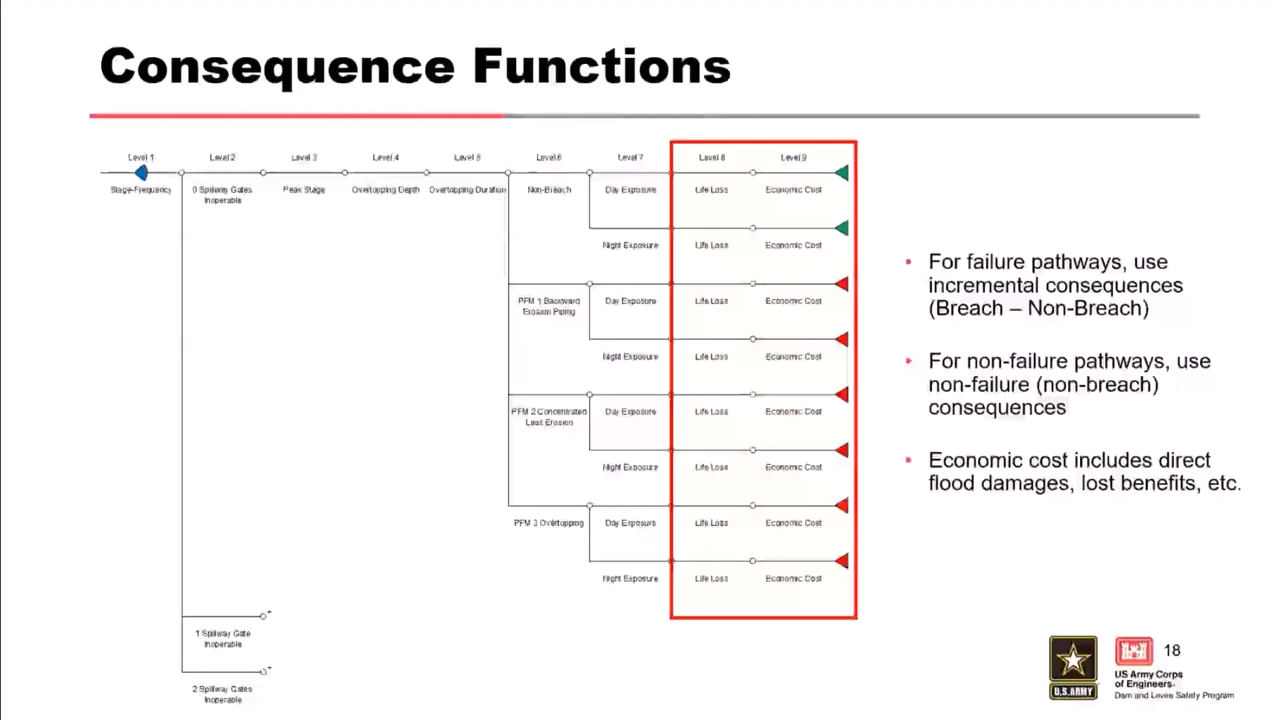 Consequence Functions
Level 1 Level 2 Level 3 Level 4 Level 5 Level 6 Level 7 Level 8 Level 9
Stage-Frequency 0 Spillway Gates Peak Stage Overtopping Depth Overtopping Duration Non-Breach Day Exposure Life Loss Economic Cost
Inoperable
Night Exposure Life Loss Economic Cost
PFM 1 Backward Day Exposure Life Loss Economic Cost
Erosion Piping
Night Exposure Life Loss Economic Cost
PFM 2 Concentrated Day Exposure Life Loss Economic Cost
Leak Erosion
Night Exposure Life Loss Economic Cost
PFM 3 Overtopping Day Exposure Life Loss Economic Cost
Night Exposure Life Loss Economic Cost
1 Spillway Gate
Inoperable
2 Spillway Gates
Inoperable
• For failure pathways, use
incremental consequences
(Breach – Non-Breach)
• For non-failure pathways, use
non-failure (non-breach)
consequences
• Economic cost includes direct
flood damages, lost benefits, etc.
18
U.S. ARMY
US Army Corps
of Engineers.
Dam and Levee Safety Program